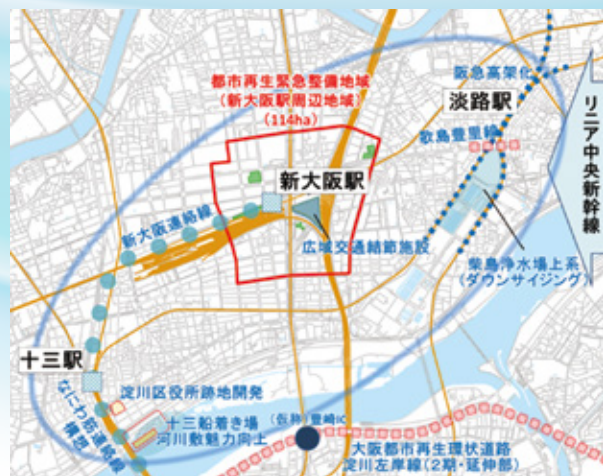 都市再生緊急整備地域
(新大阪駅周辺地域)
(114ha)
阪急高架化
淡路駅
歌島豊里線
リニア中央新幹線
新大阪駅
新大阪連絡線
広域交通結節施設
柴島浄水場上系
(ダウンサイジング)
十三駅
淀川区役所跡地開発
なにわ筋連絡線
構想
十三船着き場
河川敷魅力向上
(仮称)豊崎IC
大阪都市再生環状道路
淀川左岸線(2期・延伸部)